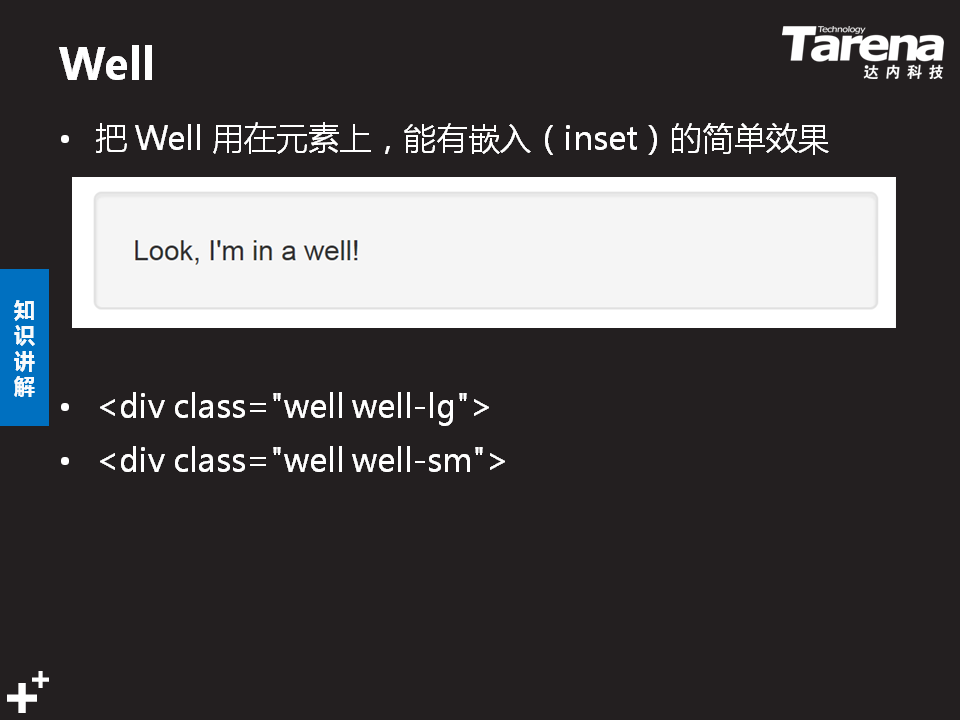 Well
Technology
Tarena
达内科技
• 把 Well 用在元素上，能有嵌入（inset）的简单效果
Look, I'm in a well!
知识讲解
• <div class="well well-lg">
• <div class="well well-sm">